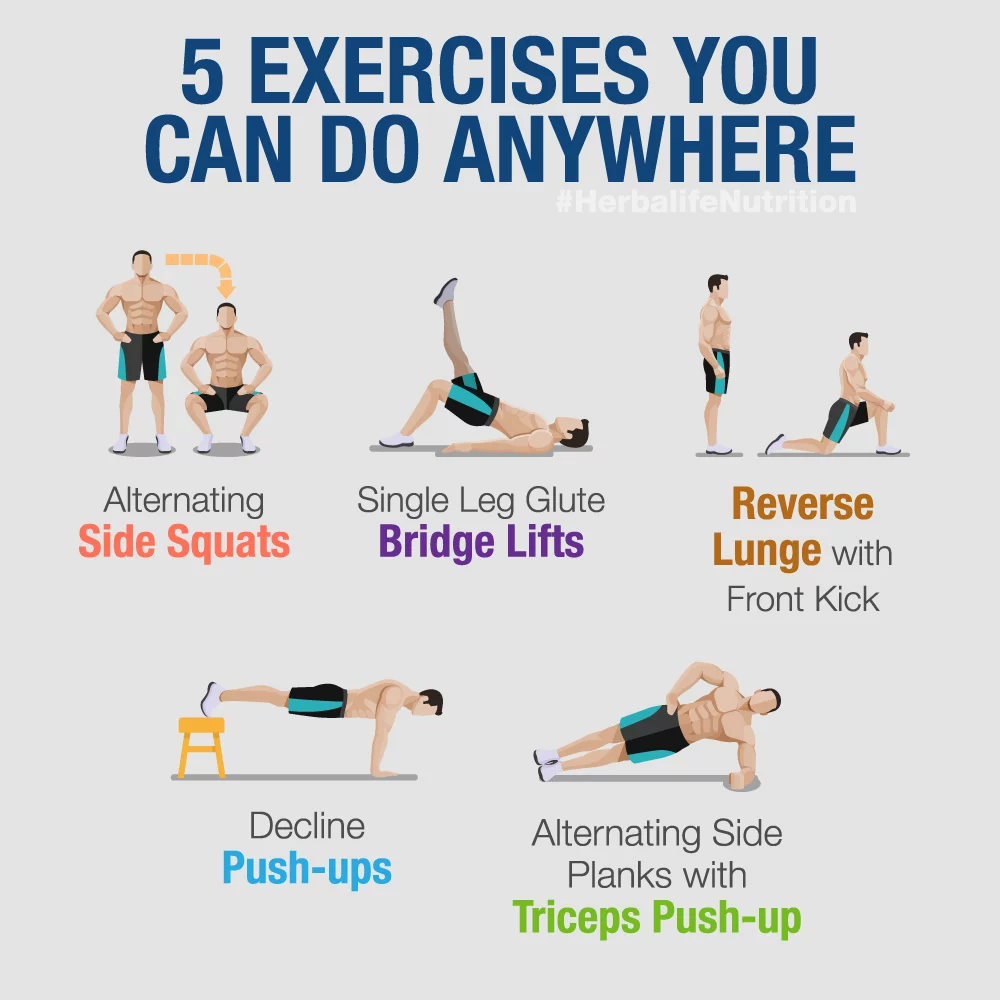 5 EXERCISES YOU
CAN DO ANYWHERE
#HerbalifeNutrition
Alternating
Side Squats
Single Leg Glute
Bridge Lifts
Reverse
Lunge with
Front Kick
Decline
Push-ups
Alternating Side
Planks with
Triceps Push-up